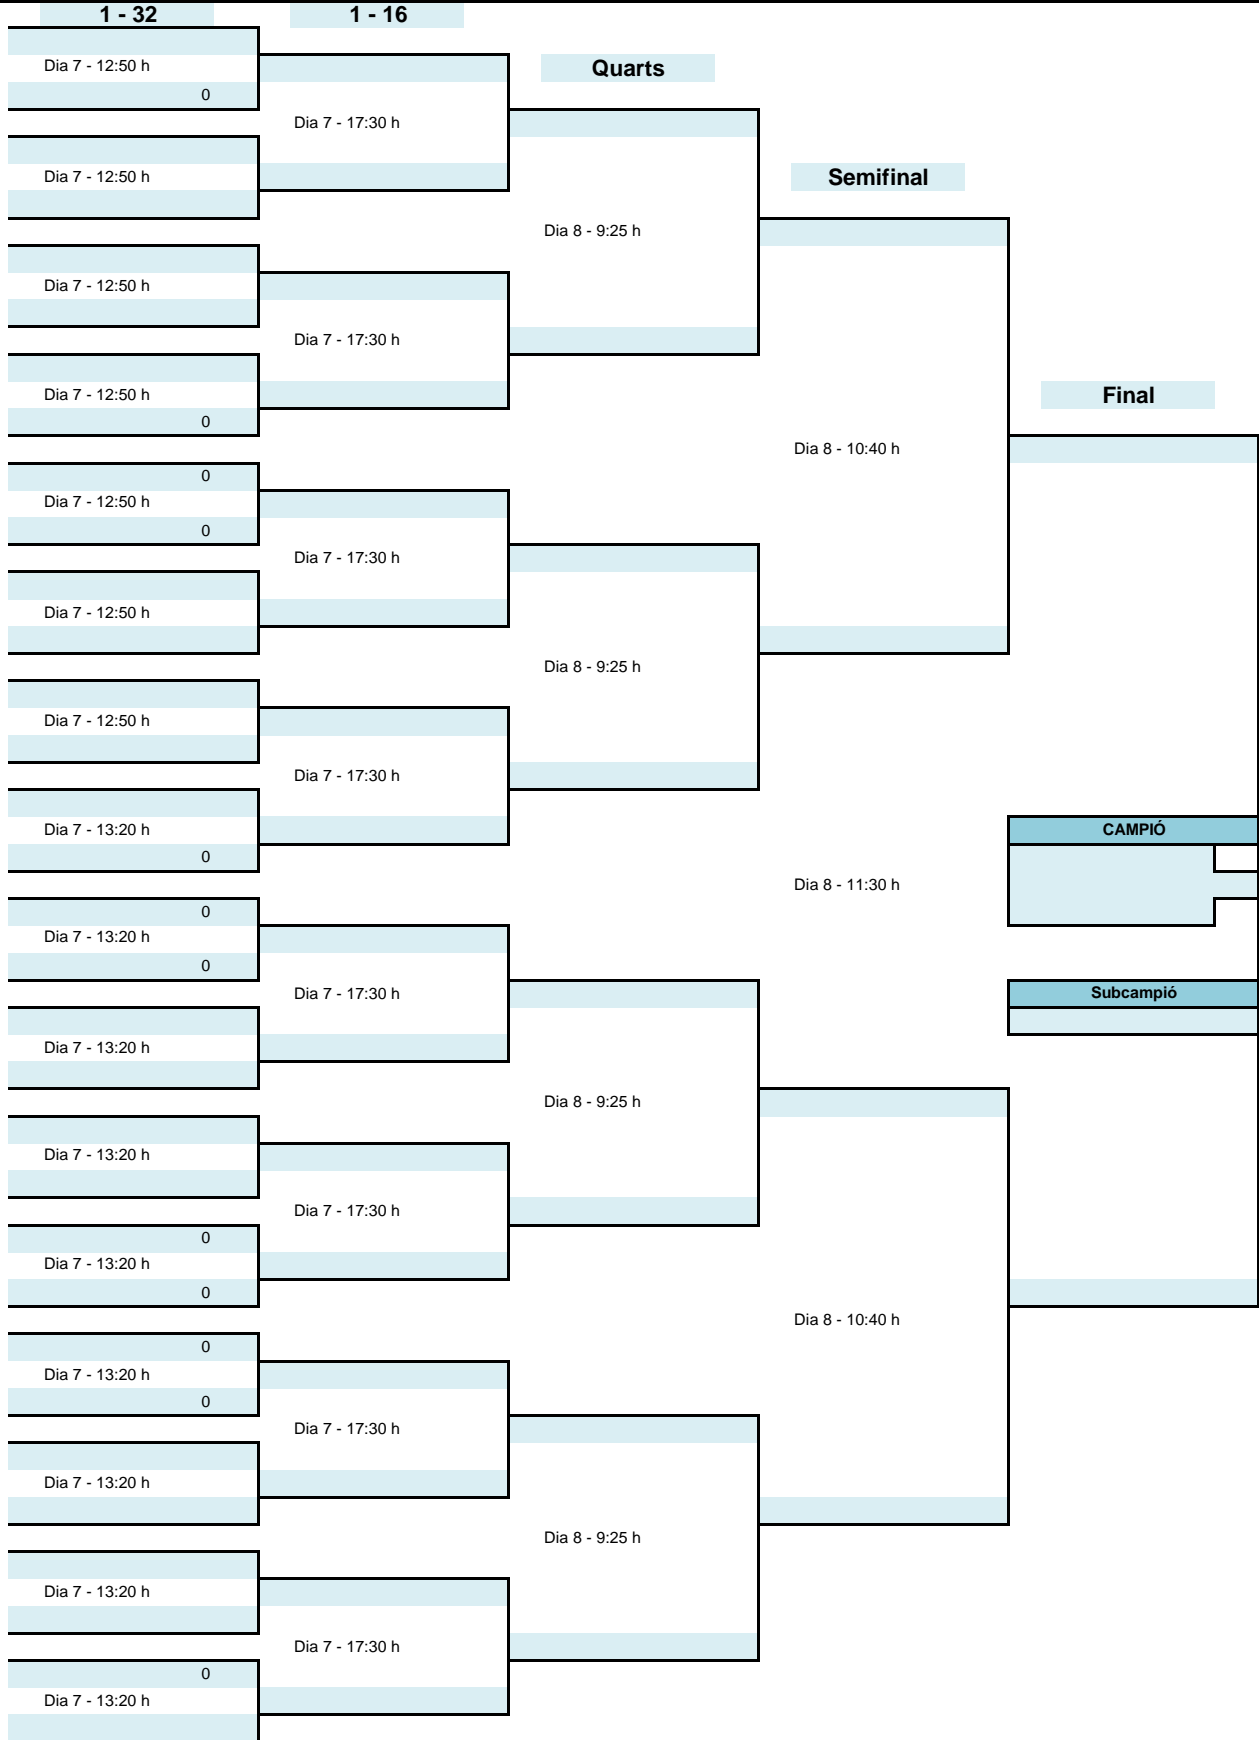 1 - 32
1 - 16
Dia 7 - 12:50 h
Quarts
0
Dia 7 - 17:30 h
Dia 7 - 12:50 h
Semifinal
Dia 8 - 9:25 h
Dia 7 - 12:50 h
Dia 7 - 17:30 h
Dia 7 - 12:50 h
Final
0
Dia 8 - 10:40 h
0
Dia 7 - 12:50 h
0
Dia 7 - 17:30 h
Dia 7 - 12:50 h
Dia 8 - 9:25 h
Dia 7 - 12:50 h
Dia 7 - 17:30 h
Dia 7 - 13:20 h
CAMPIÓ
0
Dia 8 - 11:30 h
0
Dia 7 - 13:20 h
0
Dia 7 - 17:30 h
Subcampió
Dia 7 - 13:20 h
Dia 8 - 9:25 h
Dia 7 - 13:20 h
Dia 7 - 17:30 h
0
Dia 7 - 13:20 h
0
Dia 8 - 10:40 h
0
Dia 7 - 13:20 h
0
Dia 7 - 17:30 h
Dia 7 - 13:20 h
Dia 8 - 9:25 h
Dia 7 - 13:20 h
Dia 7 - 17:30 h
0
Dia 7 - 13:20 h